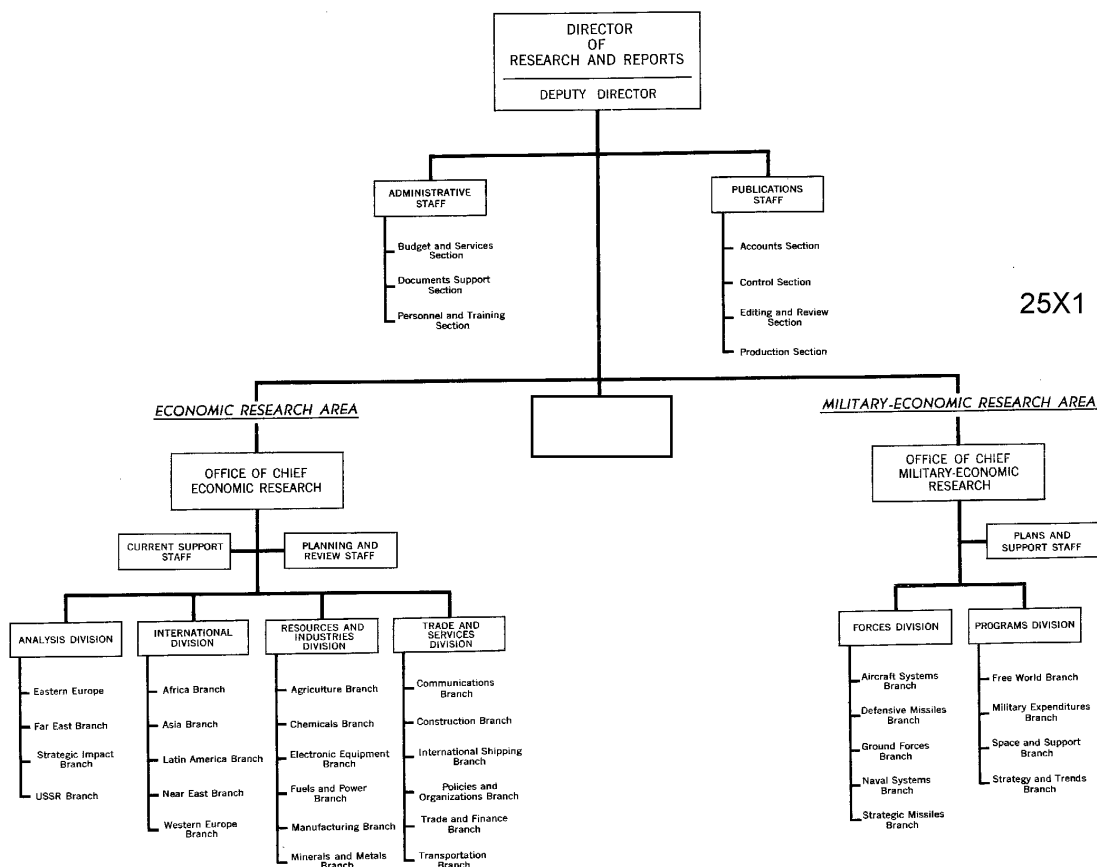 DIRECTOR
OF
RESEARCH AND REPORTS
DEPUTY DIRECTOR
ADMINISTRATIVE
STAFF
Budget and Services
Section
Documents Support
Section
Personnel and Training
Section
PUBLICATIONS
STAFF
Accounts Section
Control Section
Editing and Review
Section
Production Section
25X1
ECONOMIC RESEARCH AREA
OFFICE OF CHIEF
ECONOMIC RESEARCH
CURRENT SUPPORT
STAFF
PLANNING AND
REVIEW STAFF
ANALYSIS DIVISION
Eastern Europe
Far East Branch
Strategic Impact
Branch
USSR Branch
INTERNATIONAL
DIVISION
Africa Branch
Asia Branch
Latin America Branch
Near East Branch
Western Europe
Branch
RESOURCES AND
INDUSTRIES
DIVISION
Agriculture Branch
Chemicals Branch
Electronic Equipment
Branch
Fuels and Power
Branch
Manufacturing Branch
Minerals and Metals
Branch
TRADE AND
SERVICES
DIVISION
Communications
Branch
Construction Branch
International Shipping
Branch
Policies and
Organizations Branch
Trade and Finance
Branch
Transportation
Branch
MILITARY-ECONOMIC RESEARCH AREA
OFFICE OF CHIEF
MILITARY-ECONOMIC
RESEARCH
PLANS AND
SUPPORT STAFF
FORCES DIVISION
Aircraft Systems
Branch
Defensive Missiles
Branch
Ground Forces
Branch
Naval Systems
Branch
Strategic Missiles
Branch
PROGRAMS DIVISION
Free World Branch
Military Expenditures
Branch
Space and Support
Branch
Strategy and Trends
Branch